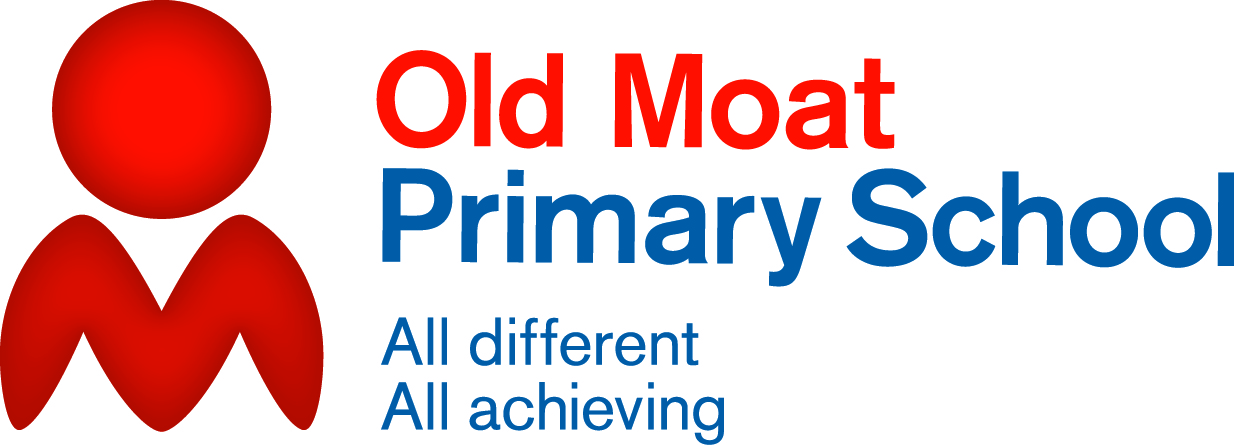 Old Moat
Primary School
All different
All achieving